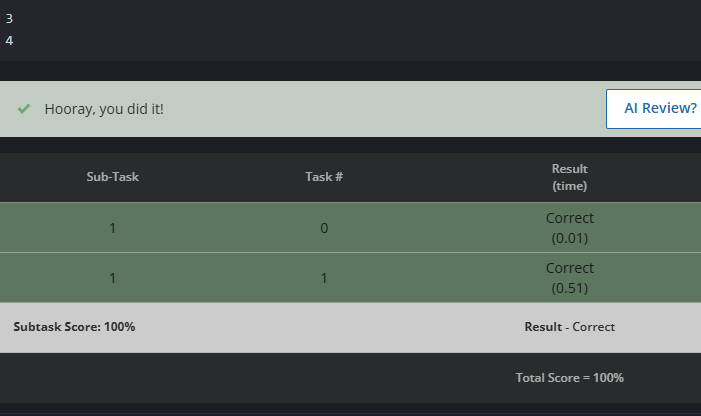 3
4
Hooray, you did it!
AI Review?
Sub-Task Task # Result
(time)
1 0 Correct
(0.01)
1 1 Correct
(0.51)
Subtask Score: 100% Result - Correct
Total Score = 100%